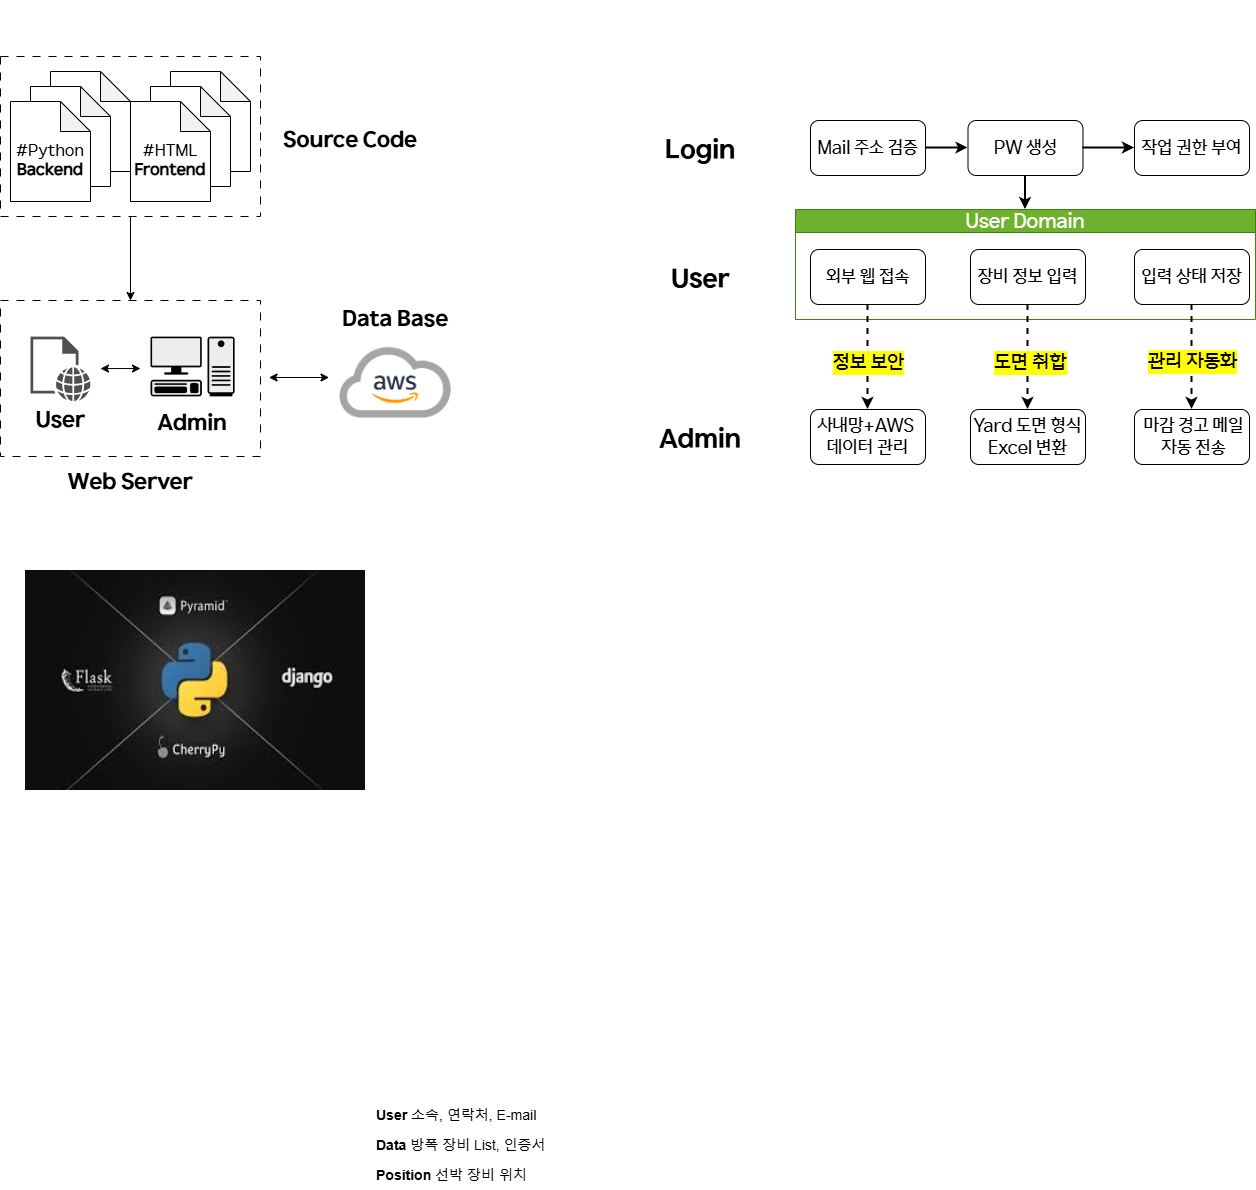 #Python
Backend
#HTML
Frontend
Source Code
User
Admin
Web Server
Data Base
aws
Login
Mail 주소 검증
PW 생성
작업 권한 부여
User Domain
User
외부 웹 접속
장비 정보 입력
입력 상태 저장
정보 보안
도면 취합
관리 자동화
Admin
사내망+AWS
데이터 관리
Yard 도면 형식
Excel 변환
마감 경고 메일
자동 전송
Pyramid
Flask
django
CherryPy
User 소속, 연락처, E-mail
Data 방폭 장비 List, 인증서
Position 선박 장비 위치